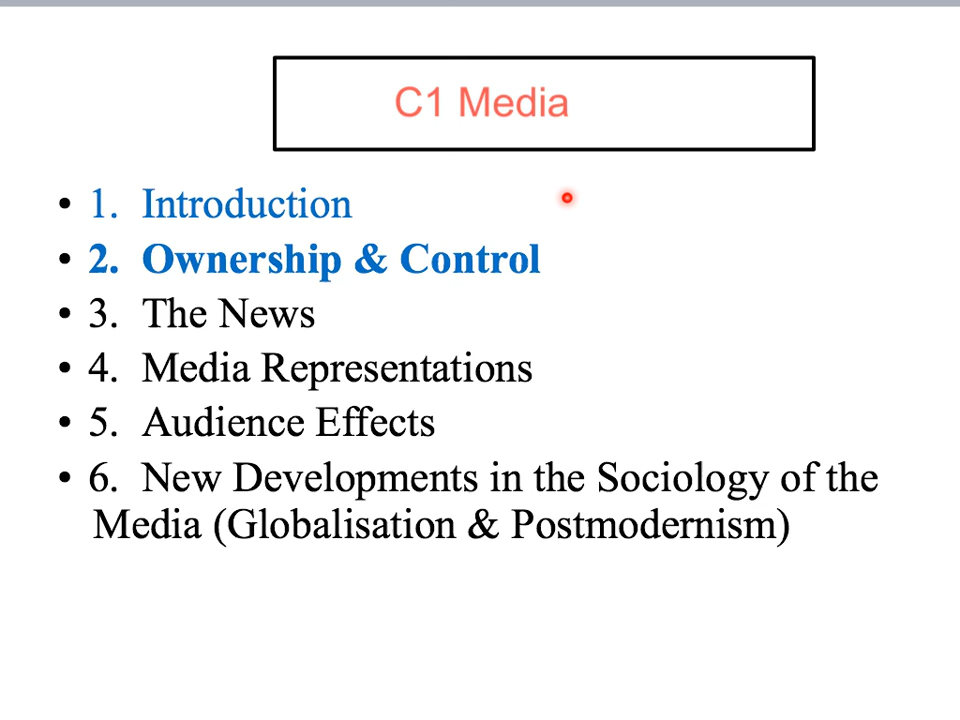 C1 Media
• 1. Introduction
• 2. Ownership & Control
• 3. The News
• 4. Media Representations
• 5. Audience Effects
• 6. New Developments in the Sociology of the
Media (Globalisation & Postmodernism)